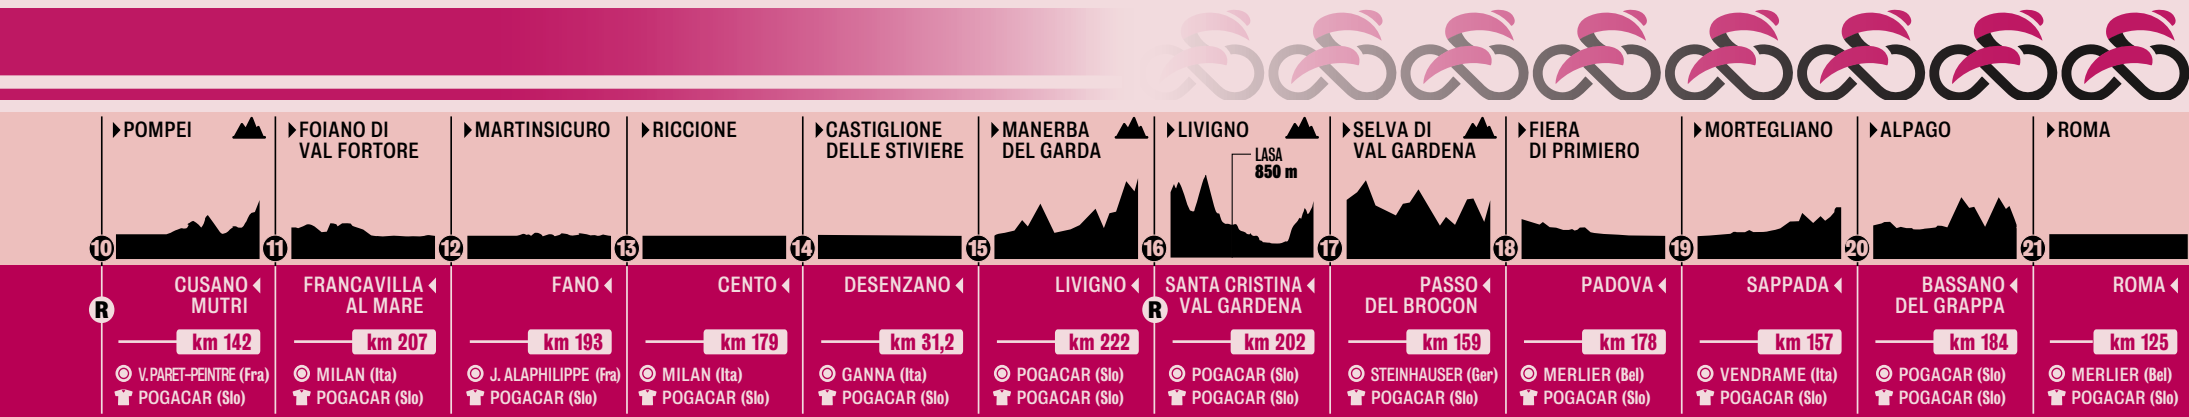 POMPEI
FOIANO DI
VAL FORTORE
MARTINSICURO
RICCIONE
CASTIGLIONE
DELLE STIVIERE
MANERBA
DEL GARDA
LIVIGNO
LASA
850 m
SELVA DI
VAL GARDENA
FIERA
DI PRIMIERO
MORTEGLIANO
ALPAGO
ROMA
10 11 12 13 14 15 16 17 18 19 20 21
R
CUSANO
MUTRI
km 142
V. PARET-PEINTRE (Fra)
POGACAR (Slo)
FRANCAVILLA
AL MARE
km 207
MILAN (Ita)
POGACAR (Slo)
FANO
km 193
J. ALAPHILIPPE (Fra)
POGACAR (Slo)
CENTO
km 179
MILAN (Ita)
POGACAR (Slo)
DESENZANO
km 31,2
GANNA (Ita)
POGACAR (Slo)
LIVIGNO
km 222
POGACAR (Slo)
POGACAR (Slo)
R
SANTA CRISTINA
VAL GARDENA
km 202
POGACAR (Slo)
POGACAR (Slo)
PASSO
DEL BROCON
km 159
STEINHAUSER (Ger)
POGACAR (Slo)
PADOVA
km 178
MERLIER (Bel)
POGACAR (Slo)
SAPPADA
km 157
VENDRAME (Ita)
POGACAR (Slo)
BASSANO
DEL GRAPPA
km 184
POGACAR (Slo)
POGACAR (Slo)
ROMA
km 125
MERLIER (Bel)
POGACAR (Slo)